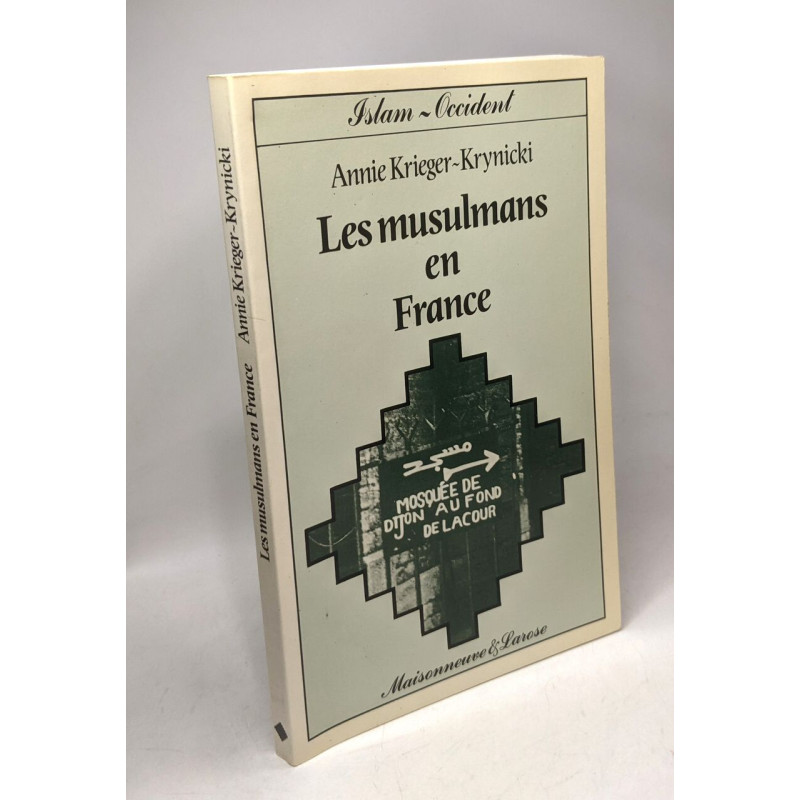 Islam ~ Occident
Annie Krieger~Krynicki
Les musulmans
en
France
مسجد
MOSQUÉE DE
DIJON AU FOND
DE LA COUR
Maisonneuve & Larose
Les musulmans en France Annie Krieger~Krynicki